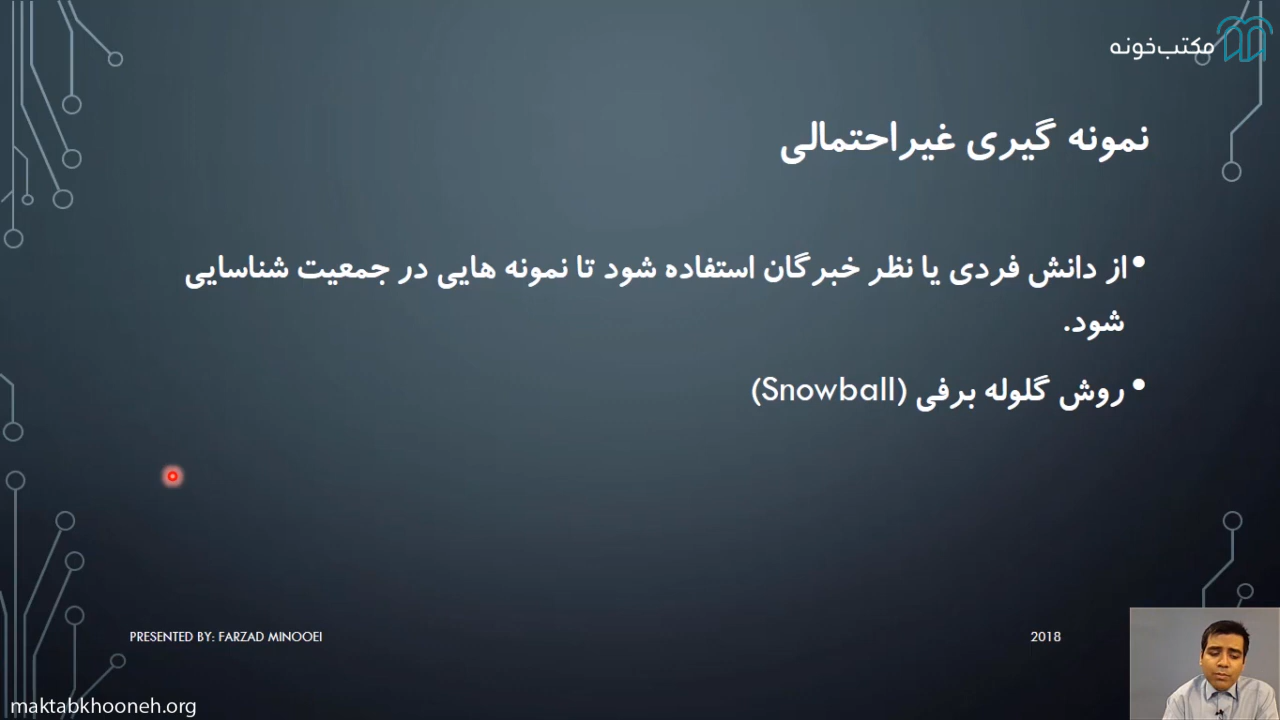 مکتب‌خونه
نمونه گیری غیراحتمالی
•از دانش فردی یا نظر خبرگان استفاده شود تا نمونه هایی در جمعیت شناسایی
شود.
•روش گلوله برفی (Snowball)
PRESENTED BY: FARZAD MINOOEI
2018
maktabkhooneh.org